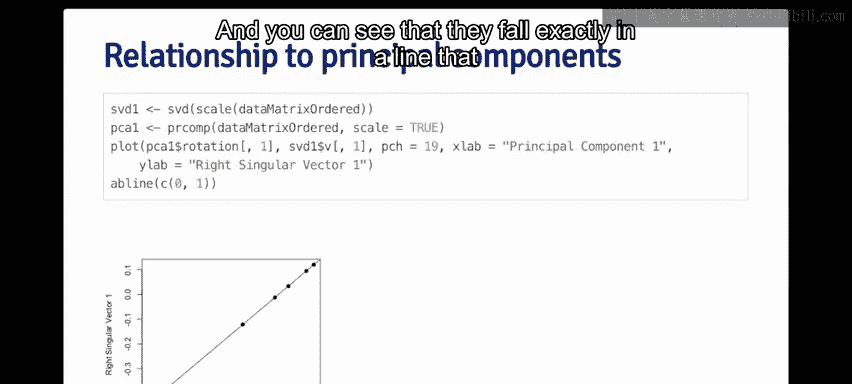 And you can see that they fall exactly in
a line that
Relationship to principal components
svd1 <- svd(scale(dataMatrixOrdered))
pca1 <- prcomp(dataMatrixOrdered, scale = TRUE)
plot(pca1$rotation[, 1], svd1$v[, 1], pch = 19, xlab = "Principal Component 1",
ylab = "Right Singular Vector 1")
abline(c(0, 1))
Right Singular Vector 1
0.1
0.0
-0.1
-0.2
-0.3